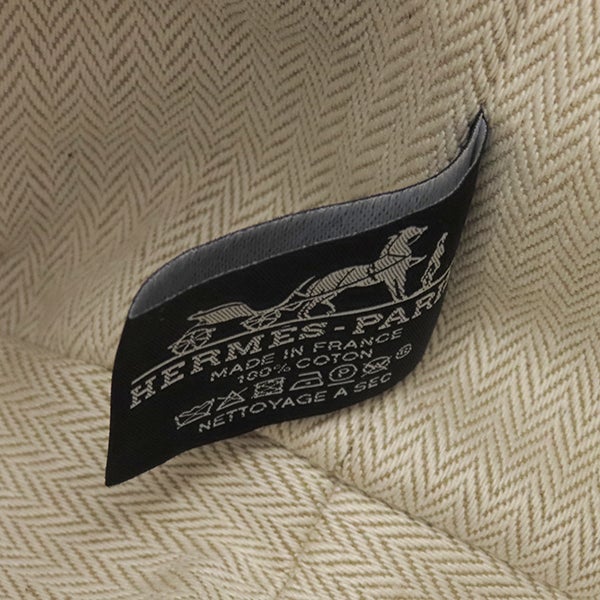 HERMES-PARIS
MADE IN FRANCE
100% COTON
NETTOYAGE A SEC